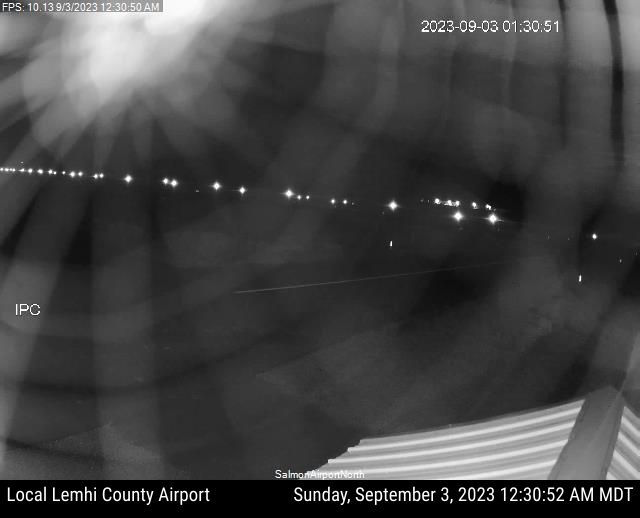 FPS: 10.13 9/3/2023 12:30:50 AM
2023-09-03 01:30:51
IPC
SalmonAirportNorth
Local Lemhi County Airport
Sunday, September 3, 2023 12:30:52 AM MDT